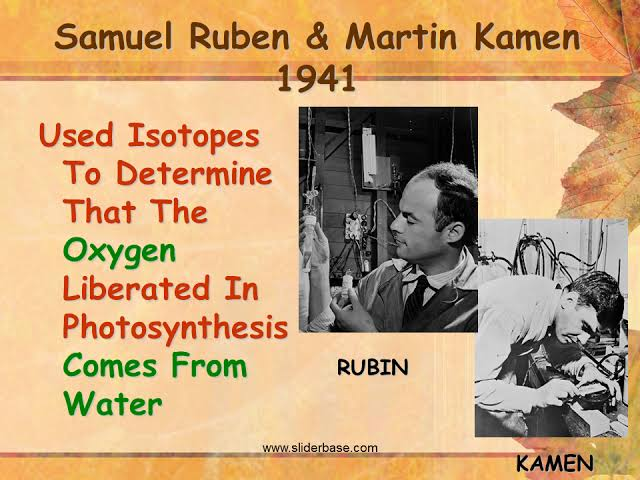 Samuel Ruben & Martin Kamen
1941
Used Isotopes
To Determine
That The
Oxygen
Liberated In
Photosynthesis
Comes From
Water
RUBIN
www.sliderbase.com
KAMEN